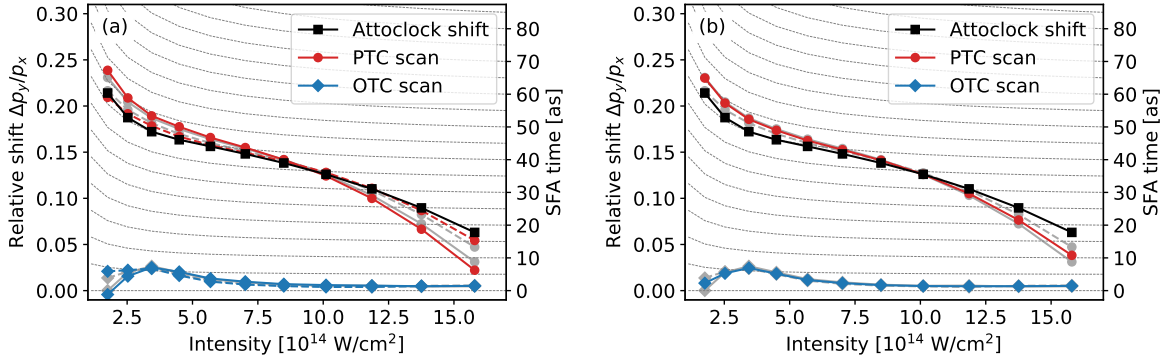 (a)
Attoclock shift
PTC scan
OTC scan
Relative shift Δp_y/p_x
0.30
0.25
0.20
0.15
0.10
0.05
0.00
2.5 5.0 7.5 10.0 12.5 15.0
Intensity [10¹⁴ W/cm²]
80
70
60
50
40
30
20
10
0
SFA time [as]
(b)
Attoclock shift
PTC scan
OTC scan
Relative shift Δp_y/p_x
0.30
0.25
0.20
0.15
0.10
0.05
0.00
2.5 5.0 7.5 10.0 12.5 15.0
Intensity [10¹⁴ W/cm²]
80
70
60
50
40
30
20
10
0
SFA time [as]